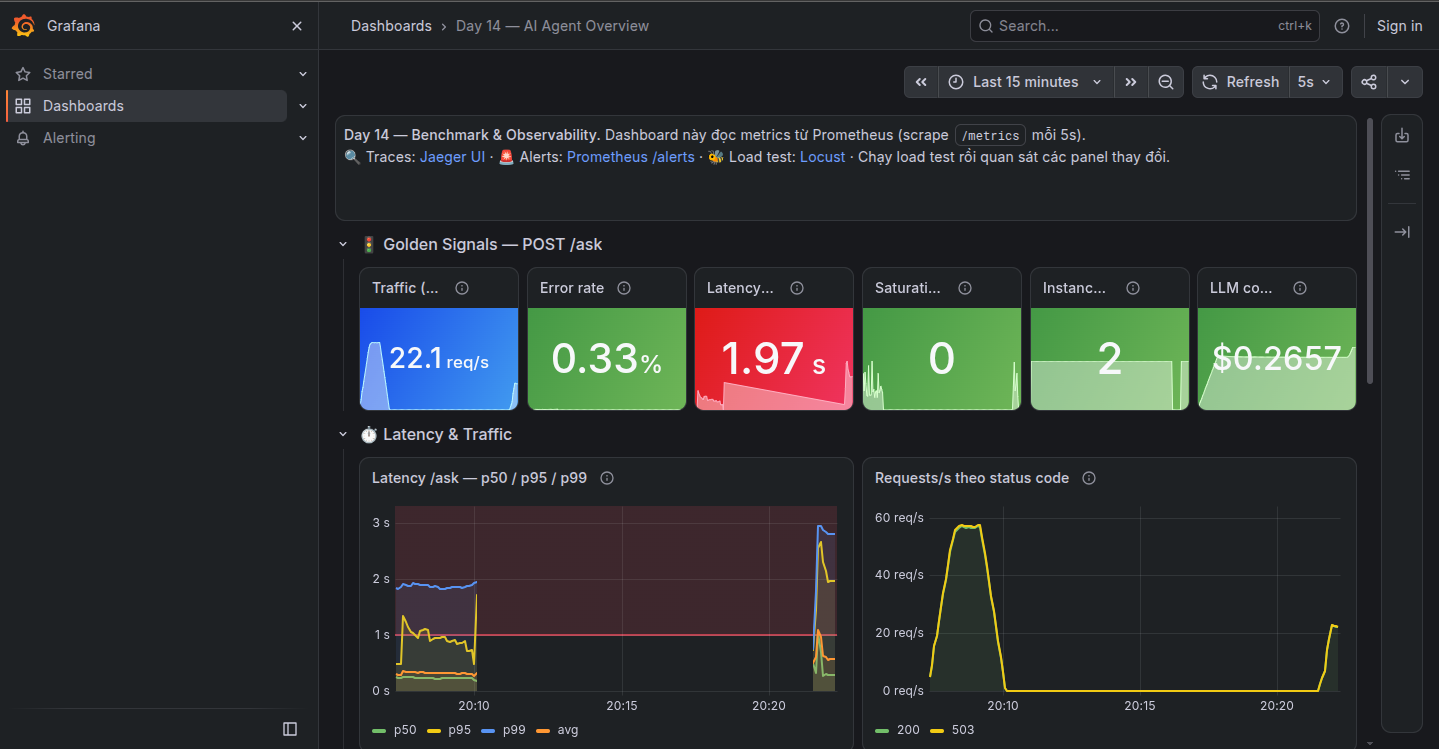 Grafana
Dashboards › Day 14 — AI Agent Overview
Search...
ctrl+k
Sign in
Starred
Dashboards
Alerting
Last 15 minutes
Refresh
5s
Day 14 — Benchmark & Observability. Dashboard này đọc metrics từ Prometheus (scrape /metrics mỗi 5s).
🔍 Traces: Jaeger UI · 🚨 Alerts: Prometheus /alerts · 🐝 Load test: Locust · Chạy load test rồi quan sát các panel thay đổi.
🚦 Golden Signals — POST /ask
Traffic (...
22.1 req/s
Error rate
0.33%
Latency...
1.97 s
Saturati...
0
Instanc...
2
LLM co...
$0.2657
⏱️ Latency & Traffic
Latency /ask — p50 / p95 / p99
3 s
2 s
1 s
0 s
20:10
20:15
20:20
p50
p95
p99
avg
Requests/s theo status code
60 req/s
40 req/s
20 req/s
0 req/s
20:10
20:15
20:20
200
503